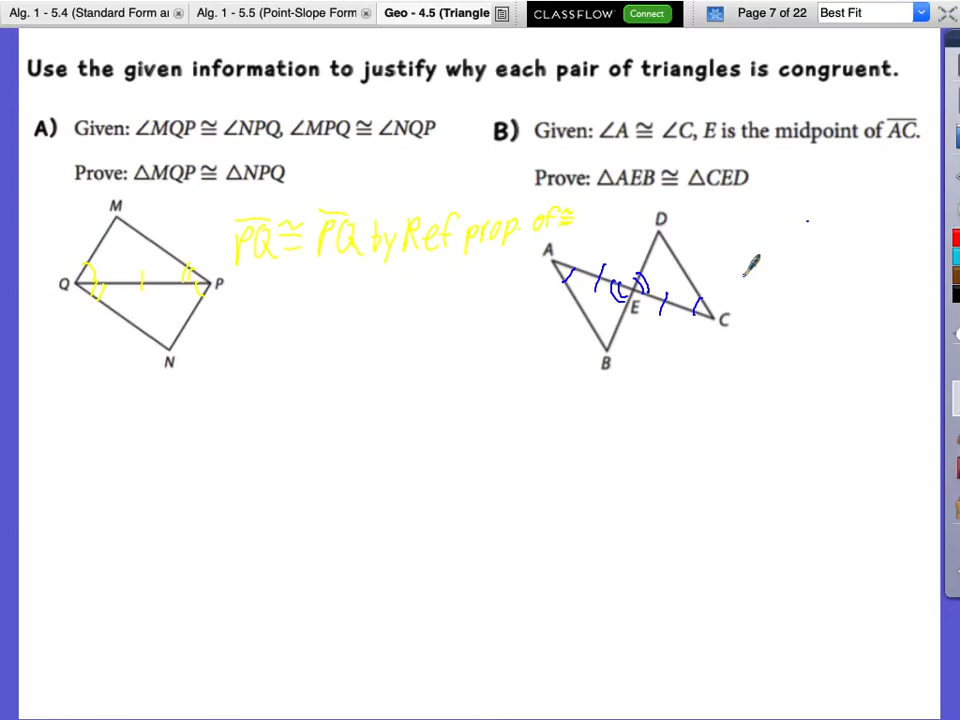 Alg. 1 - 5.4 (Standard Form ar
Alg. 1 - 5.5 (Point-Slope Form
Geo - 4.5 (Triangle
CLASSFLOW
Connect
Page 7 of 22
Best Fit
Use the given information to justify why each pair of triangles is congruent.
A) Given: ∠MQP ≅ ∠NPQ, ∠MPQ ≅ ∠NQP
Prove: △MQP ≅ △NPQ
B) Given: ∠A ≅ ∠C, E is the midpoint of A̅C̅.
Prove: △AEB ≅ △CED
P̅Q̅ ≅ P̅Q̅ by Ref prop. of ≅
M
Q
P
N
D
A
E
C
B